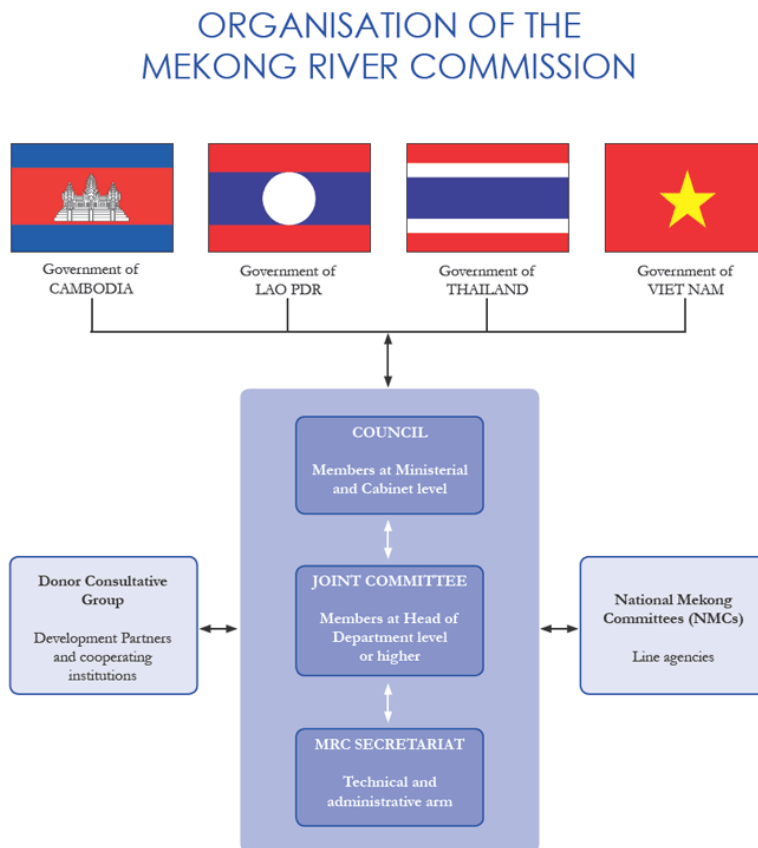 ORGANISATION OF THE
MEKONG RIVER COMMISSION
Government of
CAMBODIA
Government of
LAO PDR
Government of
THAILAND
Government of
VIET NAM
COUNCIL
Members at Ministerial
and Cabinet level
Donor Consultative
Group
Development Partners
and cooperating
institutions
JOINT COMMITTEE
Members at Head of
Department level
or higher
National Mekong
Committees (NMCs)
Line agencies
MRC SECRETARIAT
Technical and
administrative arm